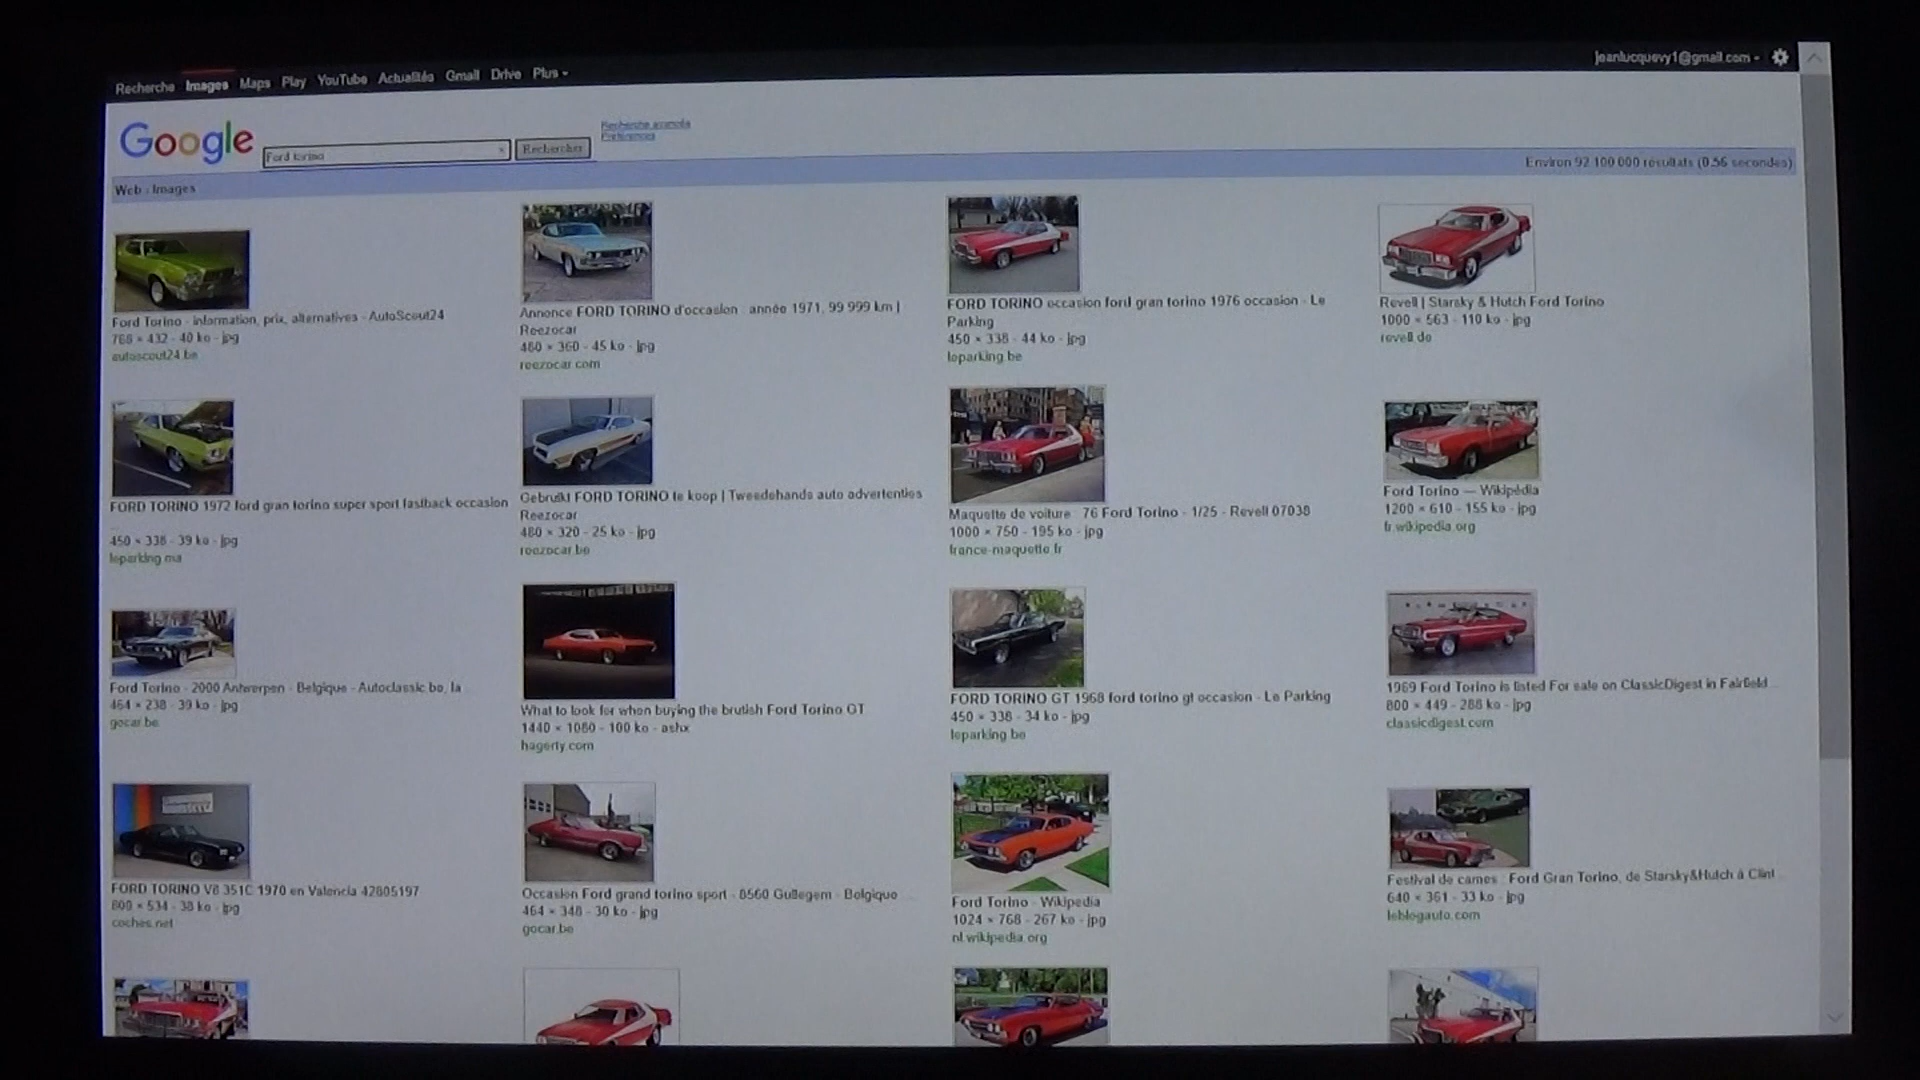 jeanlucquevy1@gmail.com
Recherche Images Maps Play YouTube Actualités Gmail Drive Plus
Google
Ford torino
Rechercher
Recherche avancée
Préférences
Environ 92 100 000 résultats (0.56 secondes)
Web : Images
Ford Torino - information, prix, alternatives - AutoScout24
768 × 432 - 40 ko - jpg
autoscout24.be
Annonce FORD TORINO d'occasion : année 1971, 99 999 km |
Reezocar
480 × 360 - 45 ko - jpg
reezocar.com
FORD TORINO occasion ford gran torino 1976 occasion - Le
Parking
450 × 338 - 44 ko - jpg
leparking.be
Revell | Starsky & Hutch Ford Torino
1000 × 563 - 110 ko - jpg
revell.de
FORD TORINO 1972 ford gran torino super sport fastback occasion
...
450 × 338 - 39 ko - jpg
leparking.ma
Gebruikt FORD TORINO te koop | Tweedehands auto advertenties
Reezocar
480 × 320 - 25 ko - jpg
reezocar.be
Maquette de voiture : 76 Ford Torino - 1/25 - Revell 07038
1000 × 750 - 195 ko - jpg
france-maquette.fr
Ford Torino — Wikipédia
1200 × 610 - 155 ko - jpg
fr.wikipedia.org
Ford Torino - 2000 Antwerpen - Belgique - Autoclassic.be, la
464 × 238 - 39 ko - jpg
gocar.be
What to look for when buying the brutish Ford Torino GT
1440 × 1080 - 100 ko - ashx
hagerty.com
FORD TORINO GT 1968 ford torino gt occasion - Le Parking
450 × 338 - 34 ko - jpg
leparking.be
1969 Ford Torino is listed For sale on ClassicDigest in Fairfield ...
800 × 449 - 288 ko - jpg
classicdigest.com
FORD TORINO V8 351C 1970 en Valencia 42805197
800 × 534 - 38 ko - jpg
coches.net
Occasion Ford grand torino sport - 8560 Gullegem - Belgique ...
464 × 348 - 30 ko - jpg
gocar.be
Ford Torino - Wikipedia
1024 × 768 - 267 ko - jpg
nl.wikipedia.org
Festival de cames : Ford Gran Torino, de Starsky&Hutch à Clint ...
640 × 361 - 33 ko - jpg
leblogauto.com